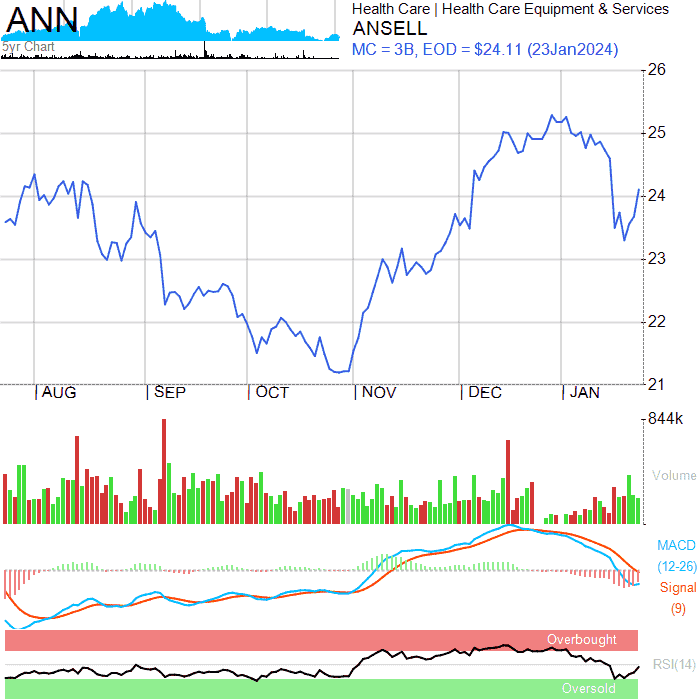 ANN
5yr Chart
Health Care | Health Care Equipment & Services
ANSELL
MC = 3B, EOD = $24.11 (23Jan2024)
26
25
24
23
22
21
AUG SEP OCT NOV DEC JAN
844k
Volume
MACD
(12-26)
Signal
(9)
Overbought
RSI(14)
Oversold